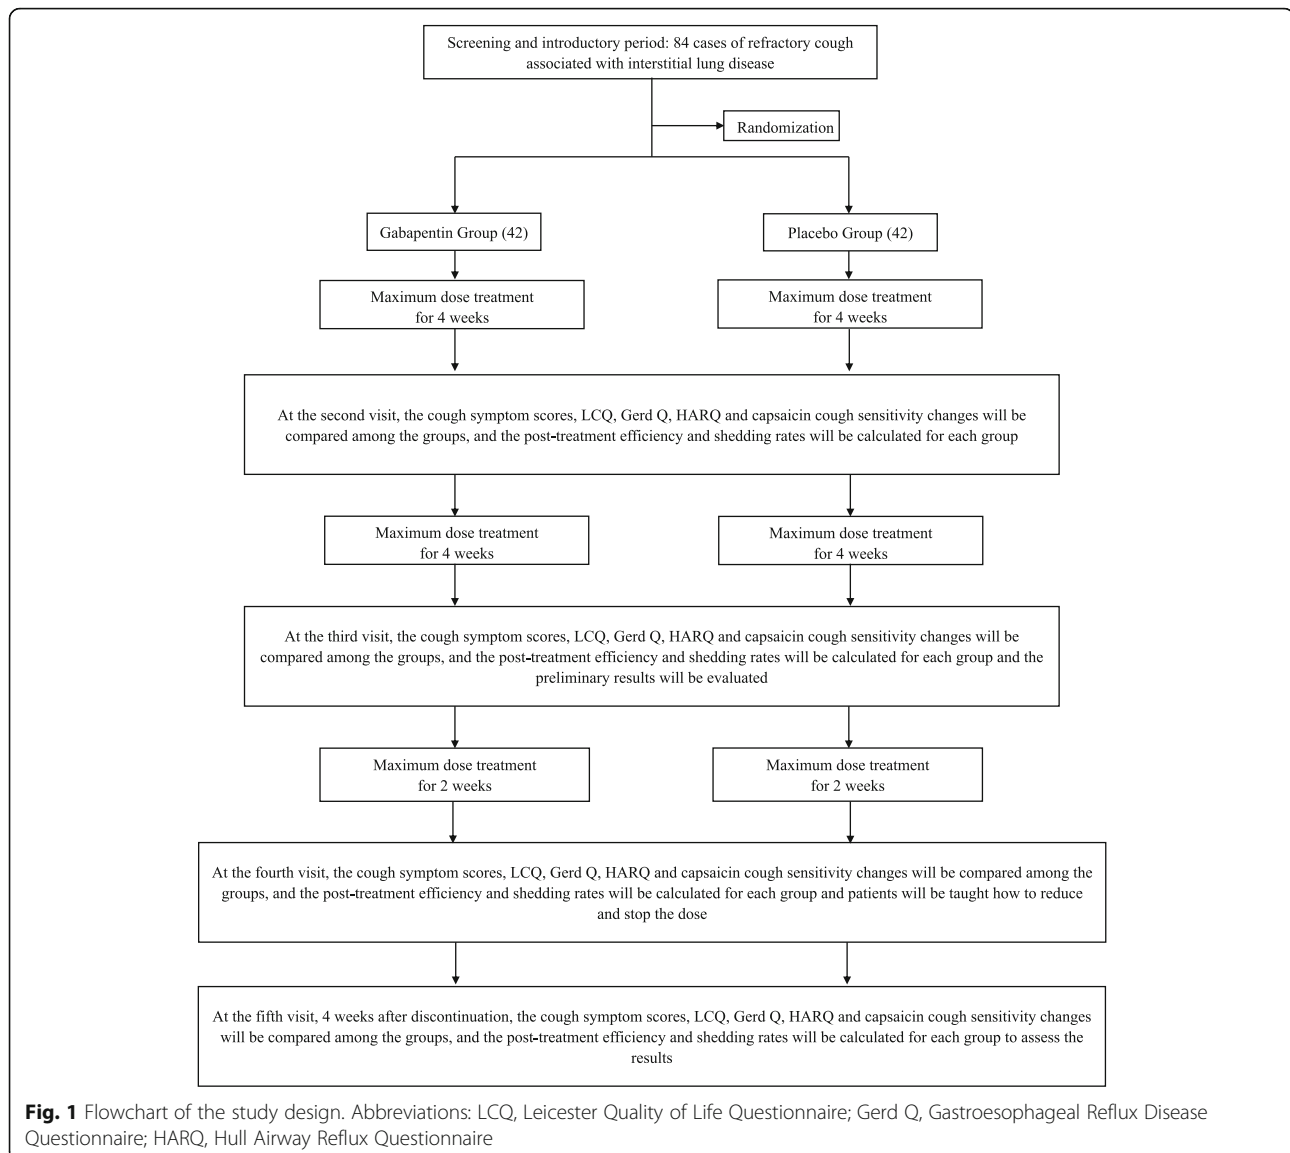 Screening and introductory period: 84 cases of refractory cough
associated with interstitial lung disease
Randomization
Gabapentin Group (42)
Placebo Group (42)
Maximum dose treatment
for 4 weeks
Maximum dose treatment
for 4 weeks
At the second visit, the cough symptom scores, LCQ, Gerd Q, HARQ and capsaicin cough sensitivity changes will be
compared among the groups, and the post-treatment efficiency and shedding rates will be calculated for each group
Maximum dose treatment
for 4 weeks
Maximum dose treatment
for 4 weeks
At the third visit, the cough symptom scores, LCQ, Gerd Q, HARQ and capsaicin cough sensitivity changes will be
compared among the groups, and the post-treatment efficiency and shedding rates will be calculated for each group and the
preliminary results will be evaluated
Maximum dose treatment
for 2 weeks
Maximum dose treatment
for 2 weeks
At the fourth visit, the cough symptom scores, LCQ, Gerd Q, HARQ and capsaicin cough sensitivity changes will be compared among the
groups, and the post-treatment efficiency and shedding rates will be calculated for each group and patients will be taught how to reduce
and stop the dose
At the fifth visit, 4 weeks after discontinuation, the cough symptom scores, LCQ, Gerd Q, HARQ and capsaicin cough sensitivity changes
will be compared among the groups, and the post-treatment efficiency and shedding rates will be calculated for each group to assess the
results
Fig. 1 Flowchart of the study design. Abbreviations: LCQ, Leicester Quality of Life Questionnaire; Gerd Q, Gastroesophageal Reflux Disease
Questionnaire; HARQ, Hull Airway Reflux Questionnaire